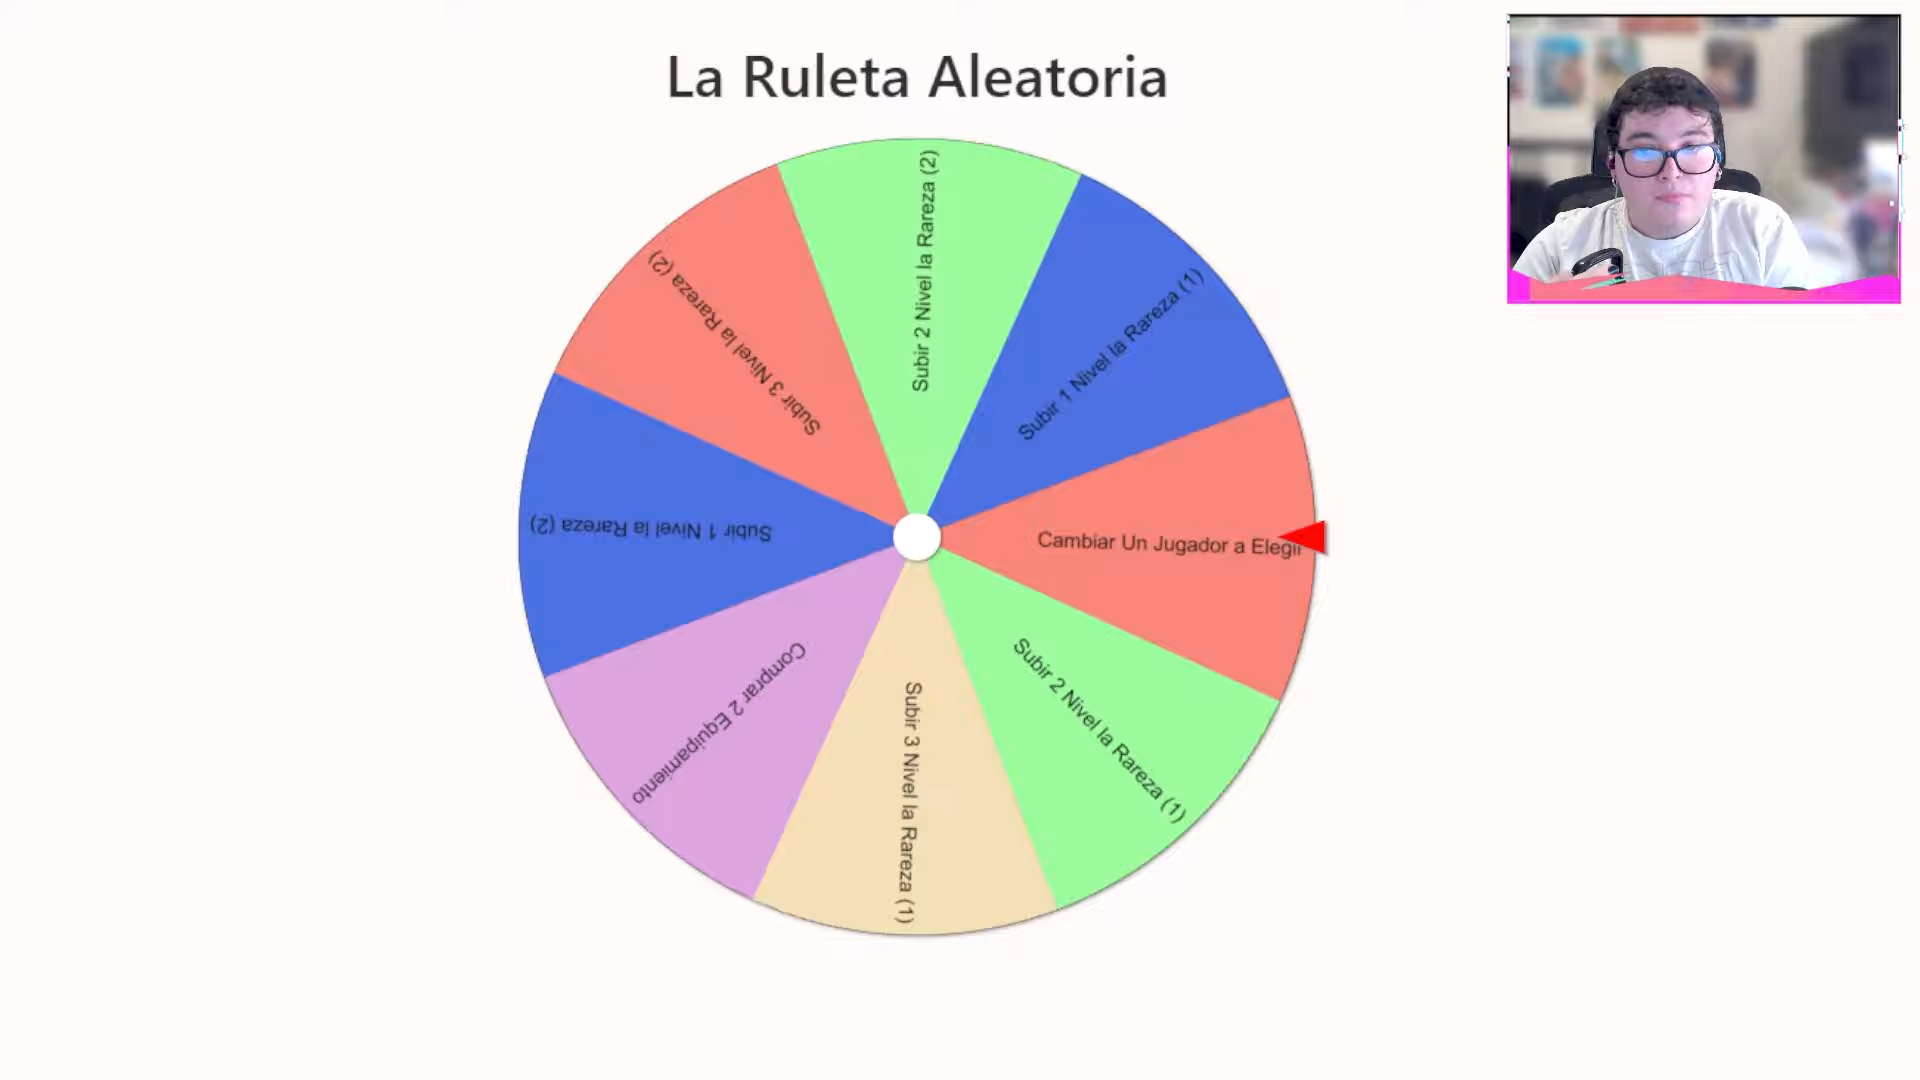 La Ruleta Aleatoria
Subir 2 Nivel la Rareza (2)
Subir 1 Nivel la Rareza (1)
Cambiar Un Jugador a Elegir
Subir 2 Nivel la Rareza (1)
Subir 3 Nivel la Rareza (1)
Comprar 2 Equipamiento
Subir 1 Nivel la Rareza (2)
Subir 3 Nivel la Rareza (2)